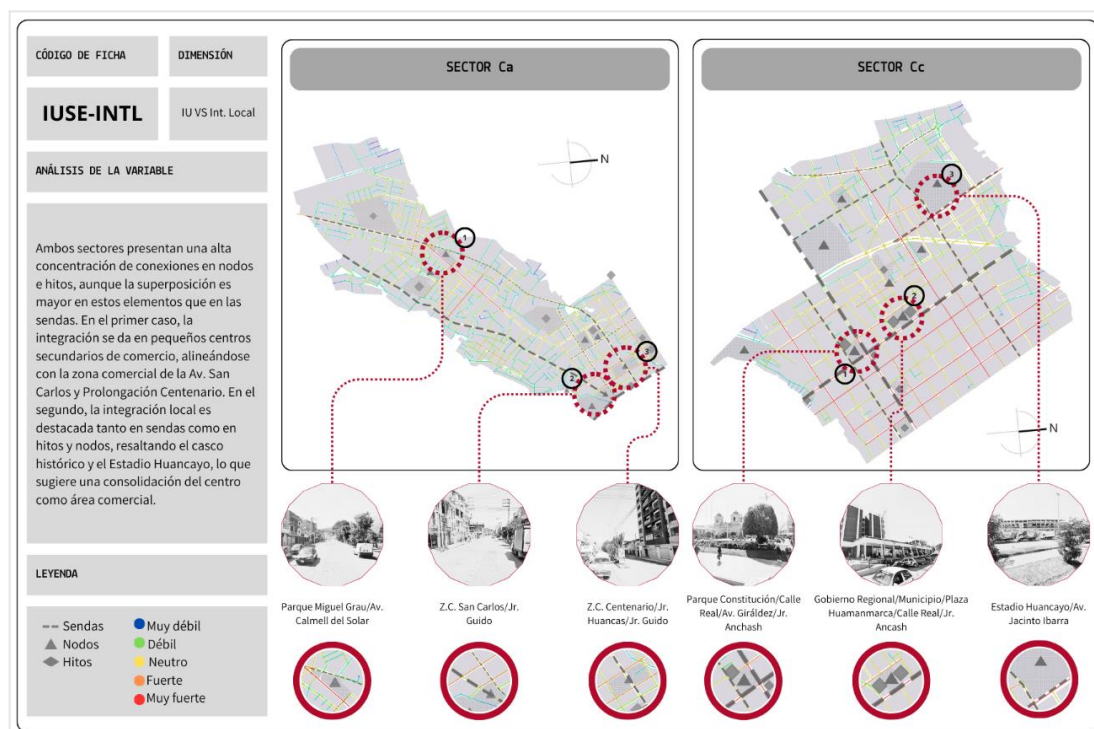 CÓDIGO DE FICHA
DIMENSIÓN
IUSE-INTL
IU VS Int. Local
ANÁLISIS DE LA VARIABLE
Ambos sectores presentan una alta
concentración de conexiones en nodos
e hitos, aunque la superposición es
mayor en estos elementos que en las
sendas. En el primer caso, la
integración se da en pequeños centros
secundarios de comercio, alineándose
con la zona comercial de la Av. San
Carlos y Prolongación Centenario. En el
segundo, la integración local es
destacada tanto en sendas como en
hitos y nodos, resaltando el casco
histórico y el Estadio Huancayo, lo que
sugiere una consolidación del centro
como área comercial.
LEYENDA
Sendas
Nodos
Hitos
Muy débil
Débil
Neutro
Fuerte
Muy fuerte
SECTOR Ca
N
1
2
3
SECTOR Cc
3
2
1
N
Parque Miguel Grau/Av.
Calmell del Solar
Z.C. San Carlos/Jr.
Guido
Z.C. Centenario/Jr.
Huancas/Jr. Guido
Parque Constitución/Calle
Real/Av. Giráldez/Jr.
Anchash
Gobierno Regional/Municipio/Plaza
Huamanmarca/Calle Real/Jr.
Ancash
Estadio Huancayo/Av.
Jacinto Ibarra